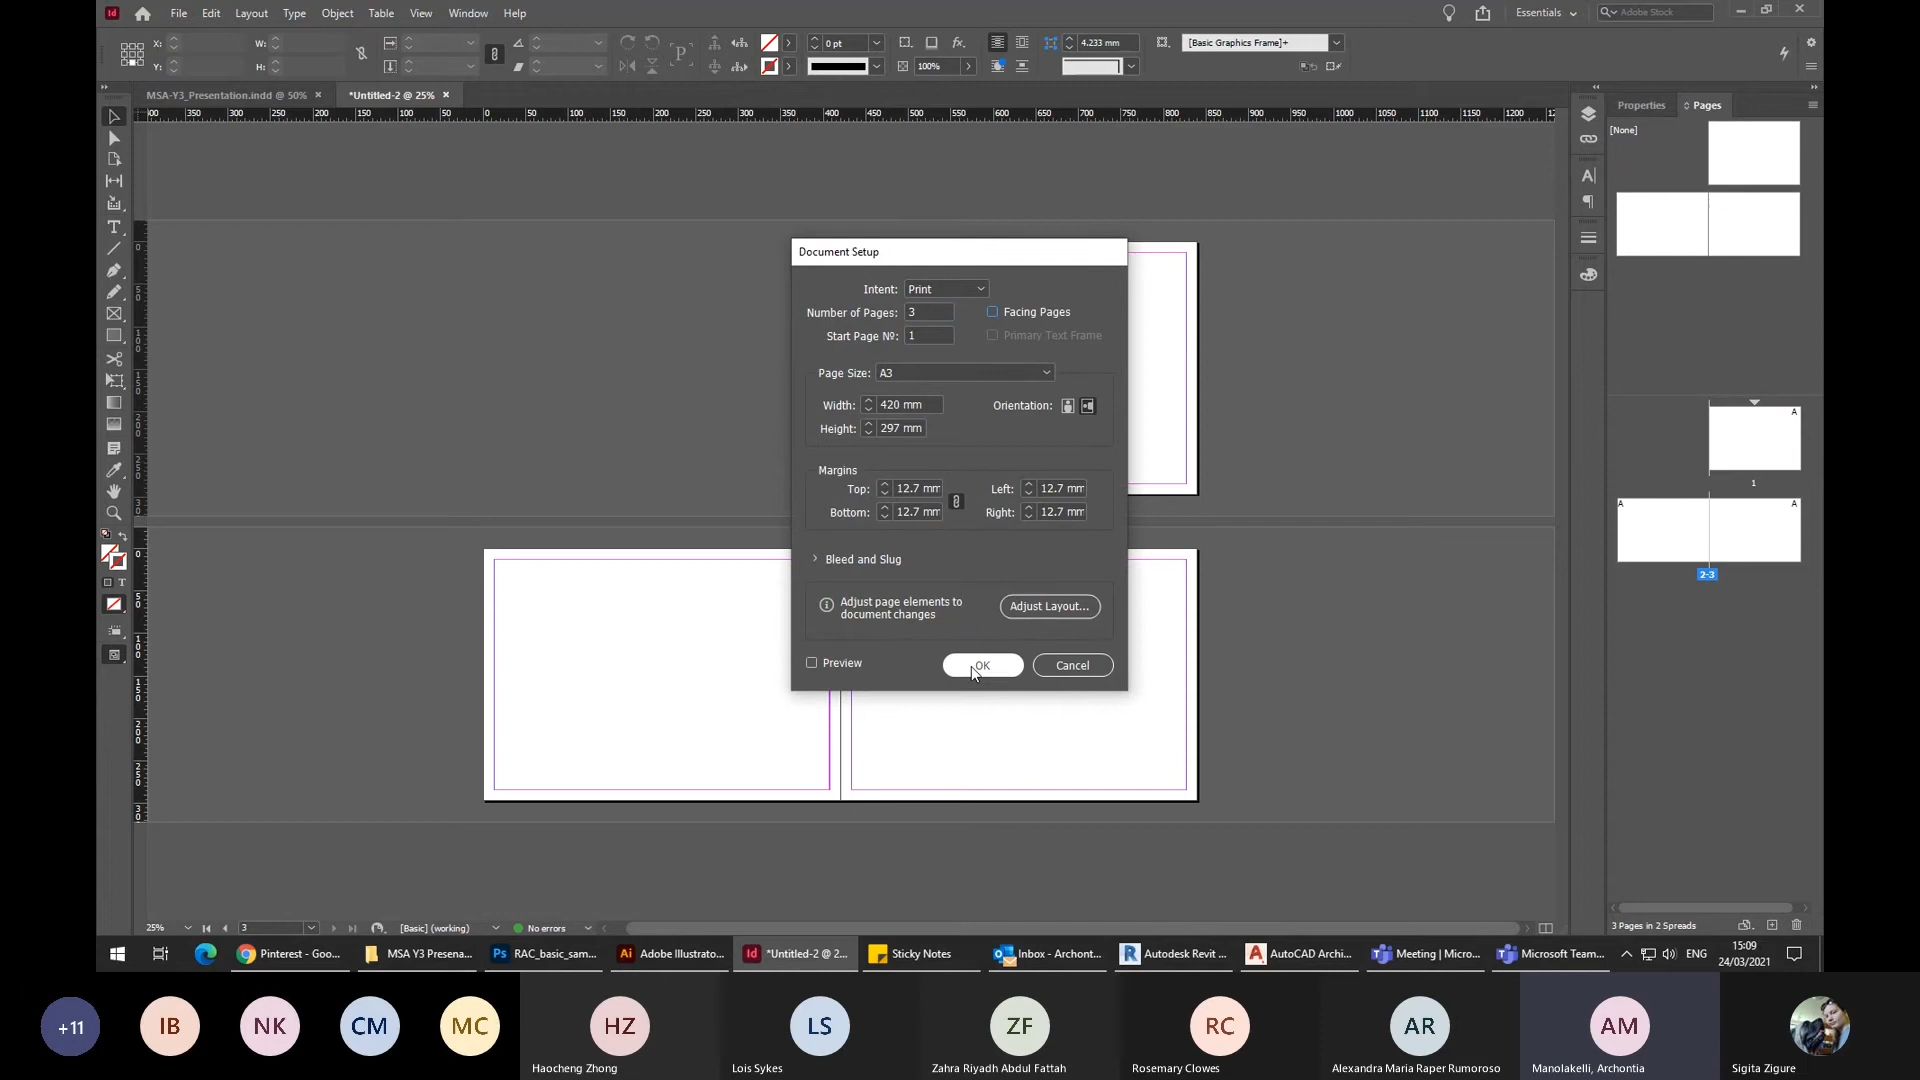 Id File Edit Layout Type Object Table View Window Help Essentials Adobe Stock
X: W: 0 pt 4.233 mm [Basic Graphics Frame]+
Y: H: 100%
MSA-Y3_Presentation.indd @ 50% × *Untitled-2 @ 25% ×
Properties Pages
[None]
Document Setup
Intent: Print
Number of Pages: 3 Facing Pages
Start Page Nº: 1 Primary Text Frame
Page Size: A3
Width: 420 mm Orientation:
Height: 297 mm
Margins
Top: 12.7 mm Left: 12.7 mm
Bottom: 12.7 mm Right: 12.7 mm
Bleed and Slug
Adjust page elements to
document changes
Adjust Layout...
Preview OK Cancel
A
1
A A
2-3
25% 3 [Basic] (working) No errors
3 Pages in 2 Spreads
Pinterest - Goo... MSA Y3 Presena... Ps RAC_basic_sam... Ai Adobe Illustrato... Id *Untitled-2 @ 2... Sticky Notes Inbox - Archont... Autodesk Revit ... AutoCAD Archi... Meeting | Micro... Microsoft Team... ENG
15:09
24/03/2021
+11 IB NK CM MC HZ LS ZF RC AR AM
Haocheng Zhong Lois Sykes Zahra Riyadh Abdul Fattah Rosemary Clowes Alexandra Maria Raper Rumoroso Manolakelli, Archontia Sigita Zigure